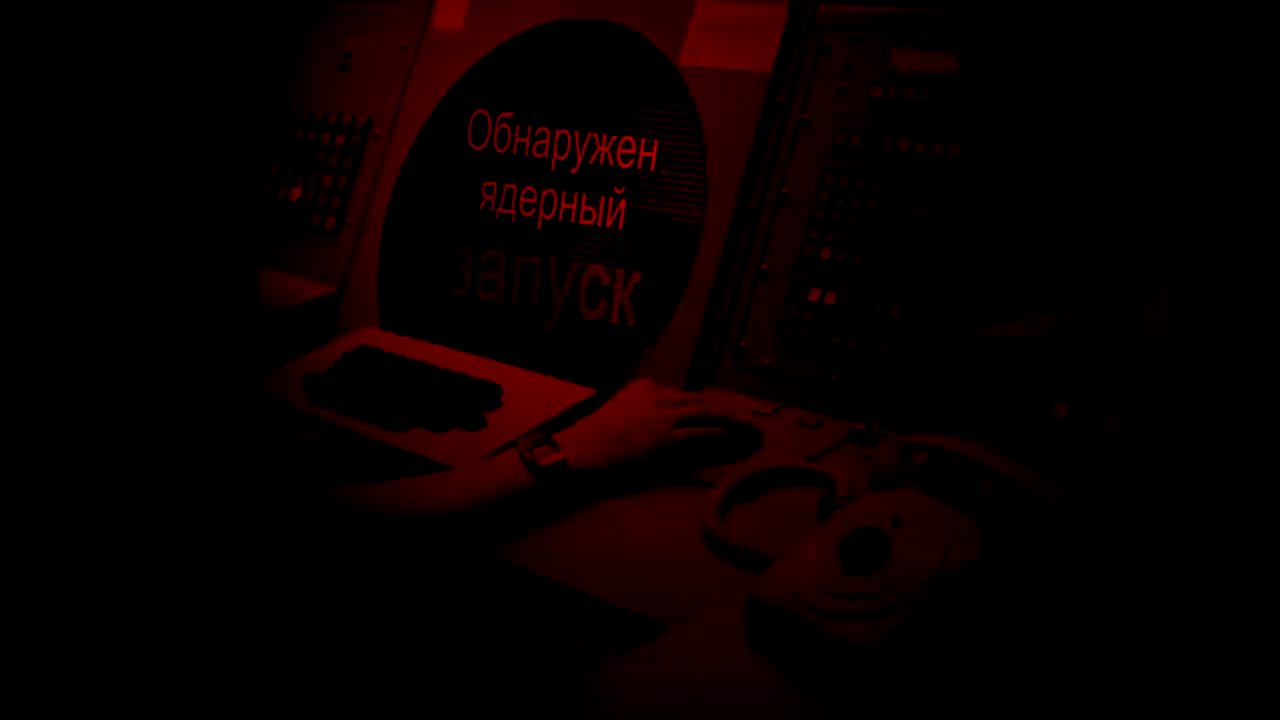 Обнаружен
ядерный
запуск